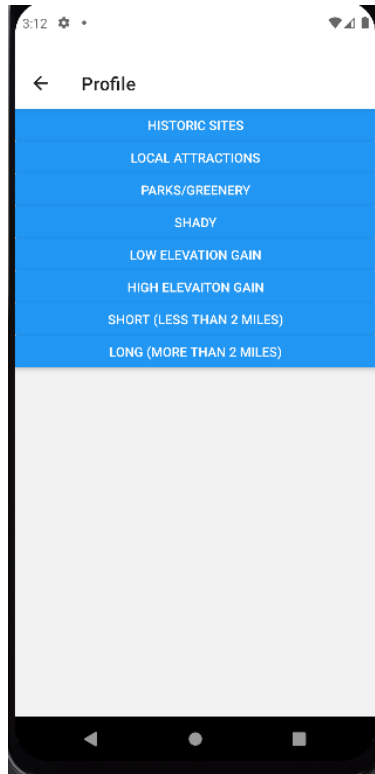 3:12
Profile
HISTORIC SITES
LOCAL ATTRACTIONS
PARKS/GREENERY
SHADY
LOW ELEVATION GAIN
HIGH ELEVAITON GAIN
SHORT (LESS THAN 2 MILES)
LONG (MORE THAN 2 MILES)